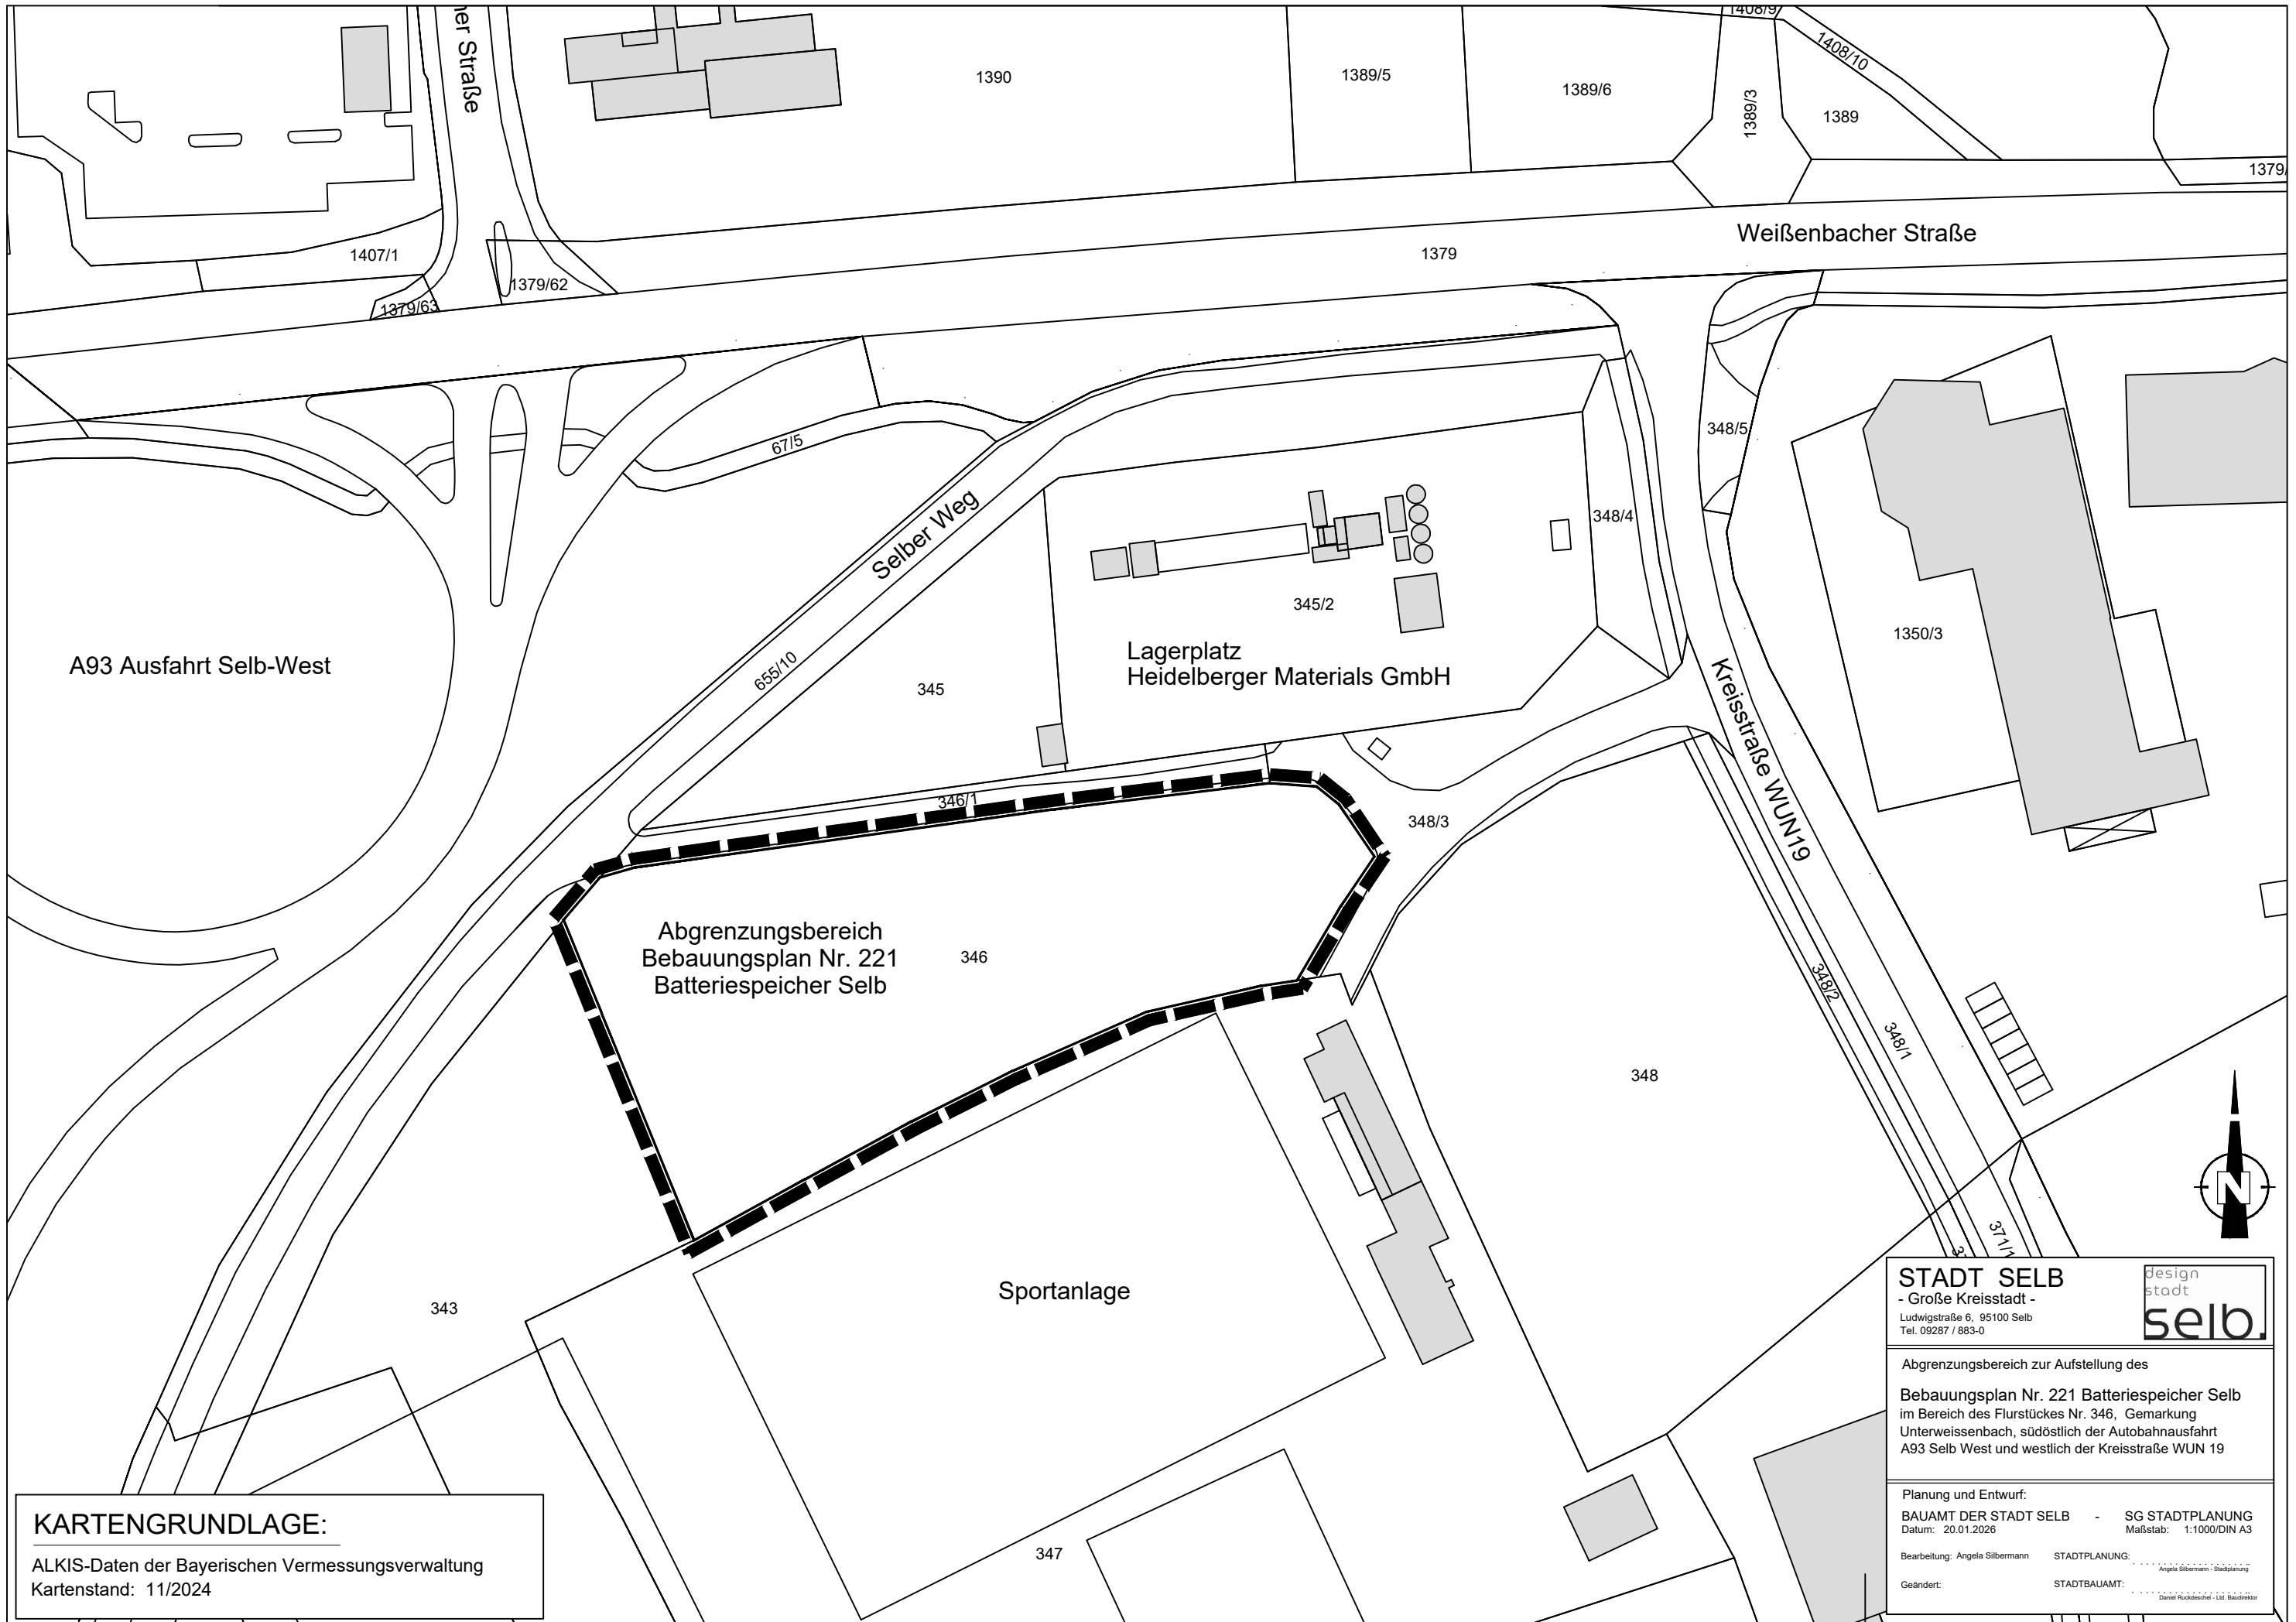 ner Straße
1390
1389/5
1389/6
1408/9
1408/10
1389/3
1389
1379/
Weißenbacher Straße
1379
1407/1
1379/62
1379/63
67/5
Selber Weg
348/5
348/4
345/2
1350/3
A93 Ausfahrt Selb-West
655/10
345
Lagerplatz
Heidelberger Materials GmbH
Kreisstraße WUN19
346/1
348/3
Abgrenzungsbereich
Bebauungsplan Nr. 221
Batteriespeicher Selb
346
348/2
348/1
348
371/1
37
N
Sportanlage
343
347
KARTENGRUNDLAGE:
ALKIS-Daten der Bayerischen Vermessungsverwaltung
Kartenstand: 11/2024
STADT SELB
- Große Kreisstadt -
Ludwigstraße 6, 95100 Selb
Tel. 09287 / 883-0
design
stadt
selb.
Abgrenzungsbereich zur Aufstellung des
Bebauungsplan Nr. 221 Batteriespeicher Selb
im Bereich des Flurstückes Nr. 346, Gemarkung
Unterweissenbach, südöstlich der Autobahnausfahrt
A93 Selb West und westlich der Kreisstraße WUN 19
Planung und Entwurf:
BAUAMT DER STADT SELB - SG STADTPLANUNG
Datum: 20.01.2026 Maßstab: 1:1000/DIN A3
Bearbeitung: Angela Silbermann STADTPLANUNG:
Angela Silbermann - Stadtplanung
Geändert: STADTBAUAMT:
Daniel Ruckdeschel - Ltd. Baudirektor